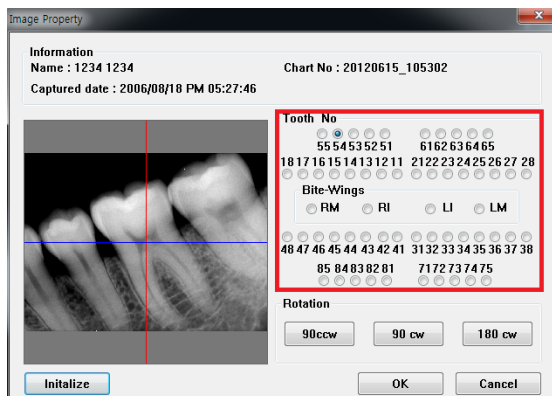 Image Property
Information
Name : 1234 1234
Chart No : 20120615_105302
Captured date : 2006/08/18 PM 05:27:46
Tooth No
55 54 53 52 51 61 62 63 64 65
18 17 16 15 14 13 12 11 21 22 23 24 25 26 27 28
Bite-Wings
RM RI LI LM
48 47 46 45 44 43 42 41 31 32 33 34 35 36 37 38
85 84 83 82 81 71 72 73 74 75
Rotation
90ccw 90 cw 180 cw
Initalize OK Cancel